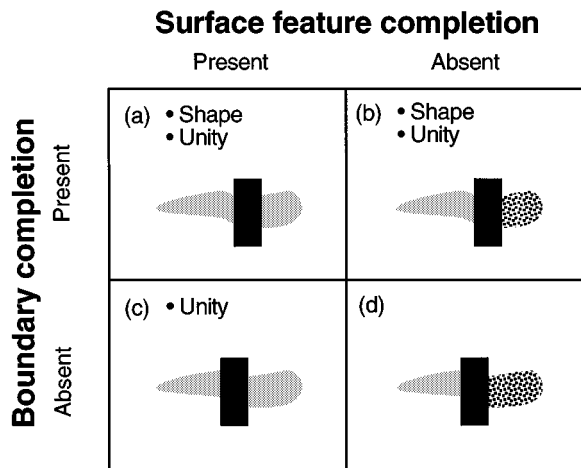 Surface feature completion
Present Absent
Boundary completion
Present
Absent
(a) • Shape
• Unity
(b) • Shape
• Unity
(c) • Unity
(d)